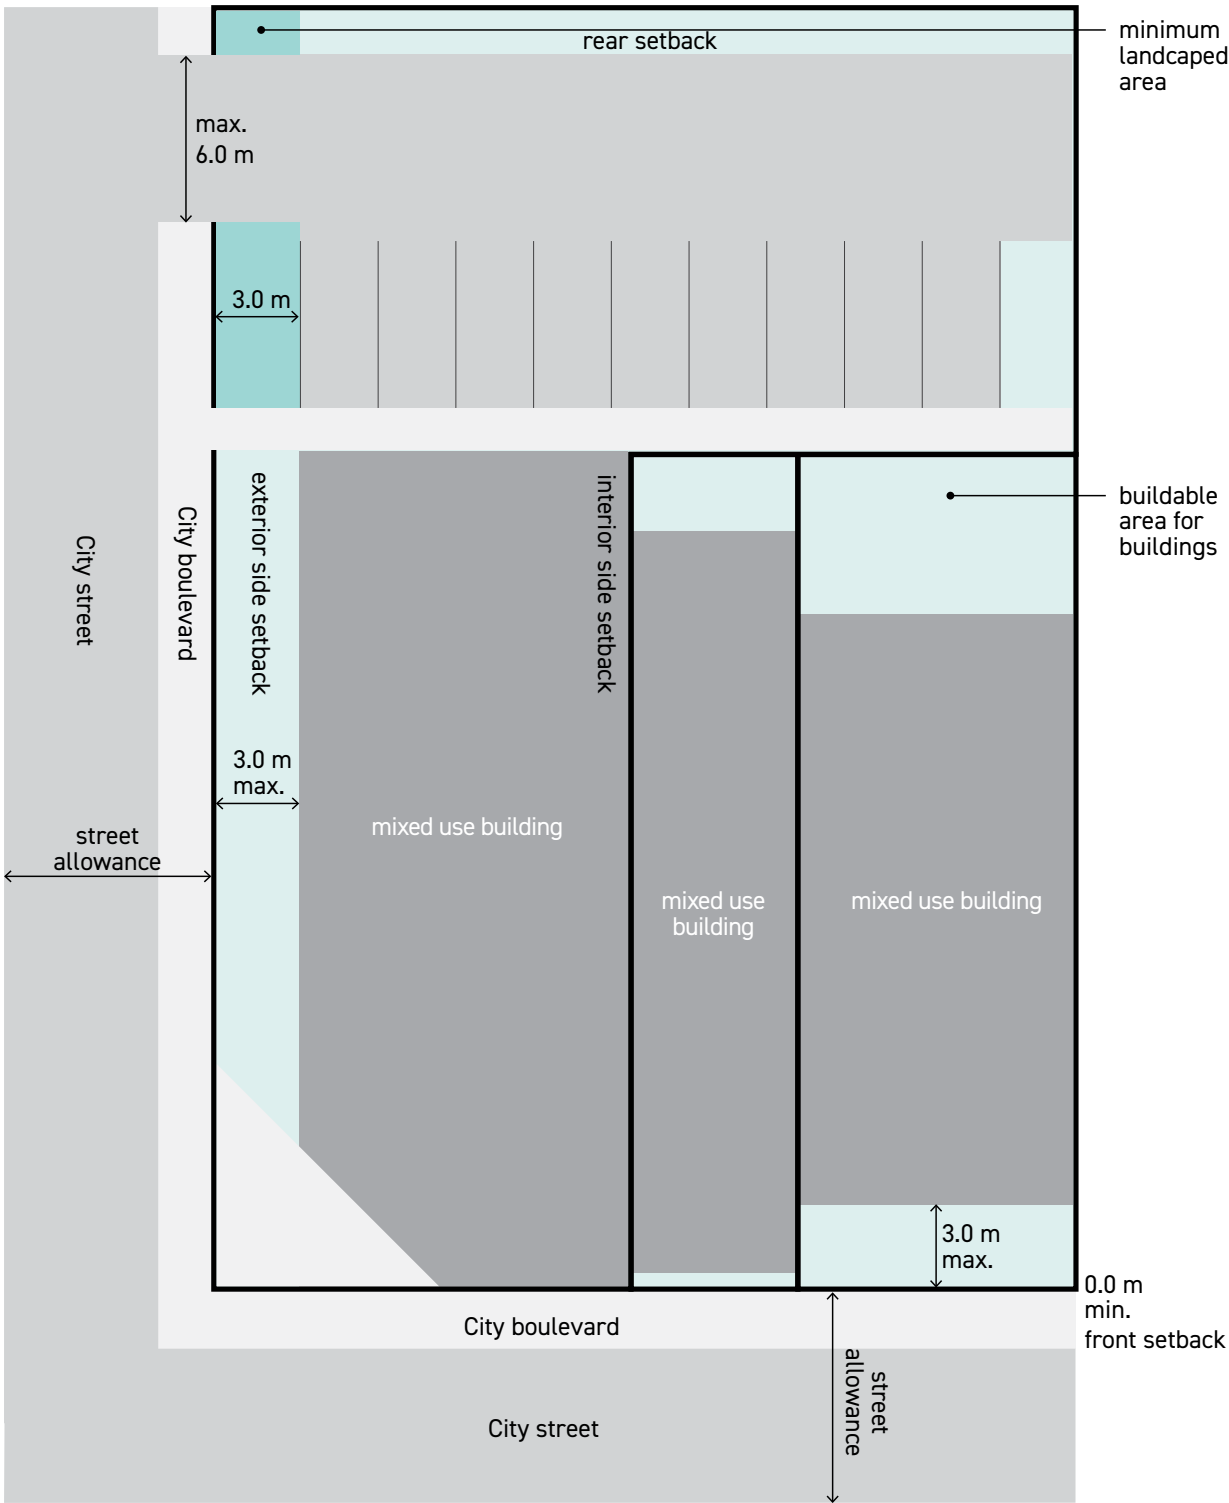 rear setback
minimum
landcaped
area
max.
6.0 m
3.0 m
exterior side setback
interior side setback
City boulevard
City street
buildable
area for
buildings
3.0 m
max.
mixed use building
street
allowance
mixed use
building
mixed use building
3.0 m
max.
0.0 m
min.
front setback
City boulevard
street
allowance
City street